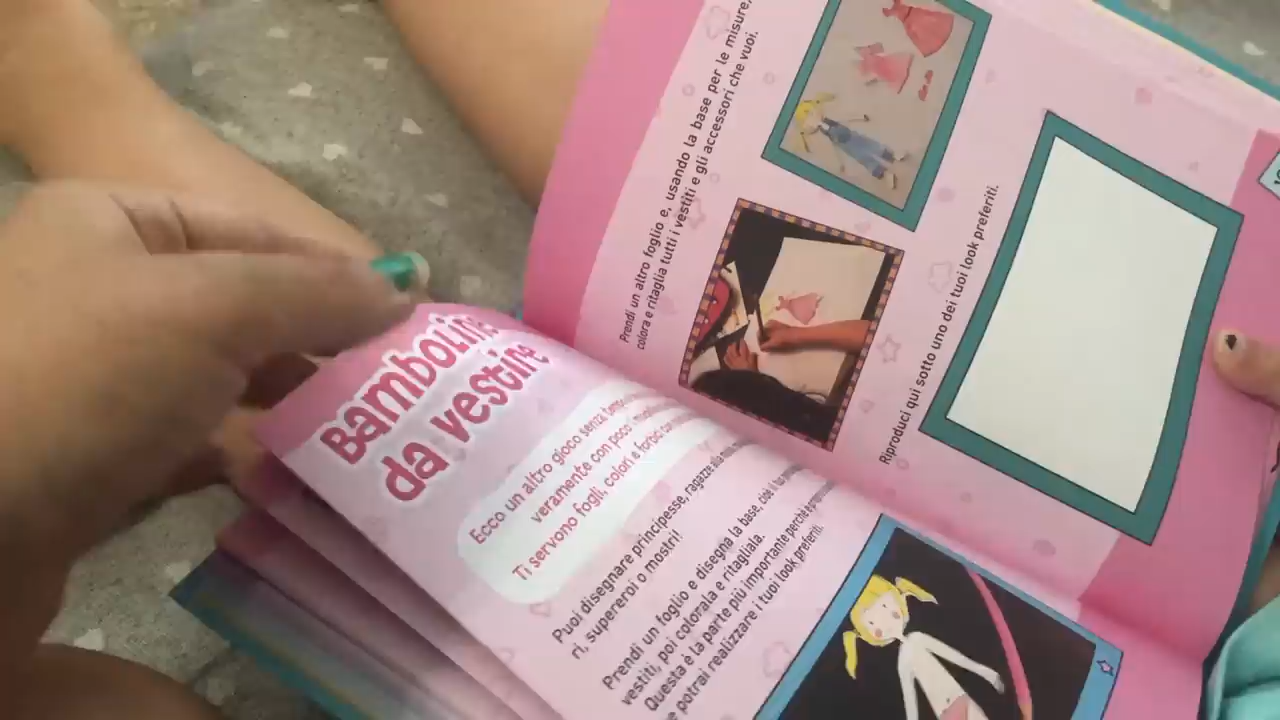 Bamboline
da vestire
Ecco un altro gioco senza
veramente con poco:
Ti servono fogli, colori e forbici
Puoi disegnare principesse, ragazze alla moda
ri, supereroi o mostri!
Prendi un foglio e disegna la base, cioè il
vestiti, poi colorala e ritagliala.
Questa è la parte più importante perché
e potrai realizzare i tuoi look preferiti.
Prendi un altro foglio e, usando la base per le misure,
colora e ritaglia tutti i vestiti e gli accessori che vuoi.
Riproduci qui sotto uno dei tuoi look preferiti.